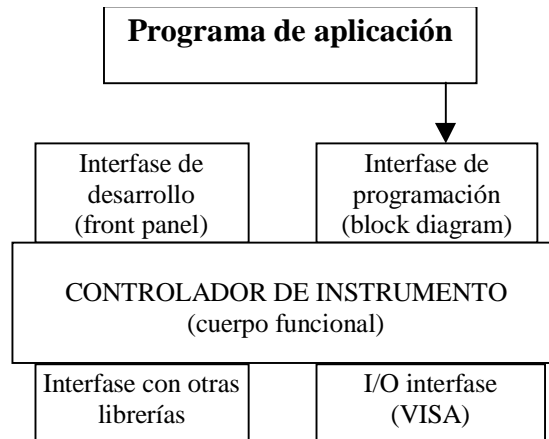 Programa de aplicación
Interfase de
desarrollo
(front panel)
Interfase de
programación
(block diagram)
CONTROLADOR DE INSTRUMENTO
(cuerpo funcional)
Interfase con otras
librerías
I/O interfase
(VISA)